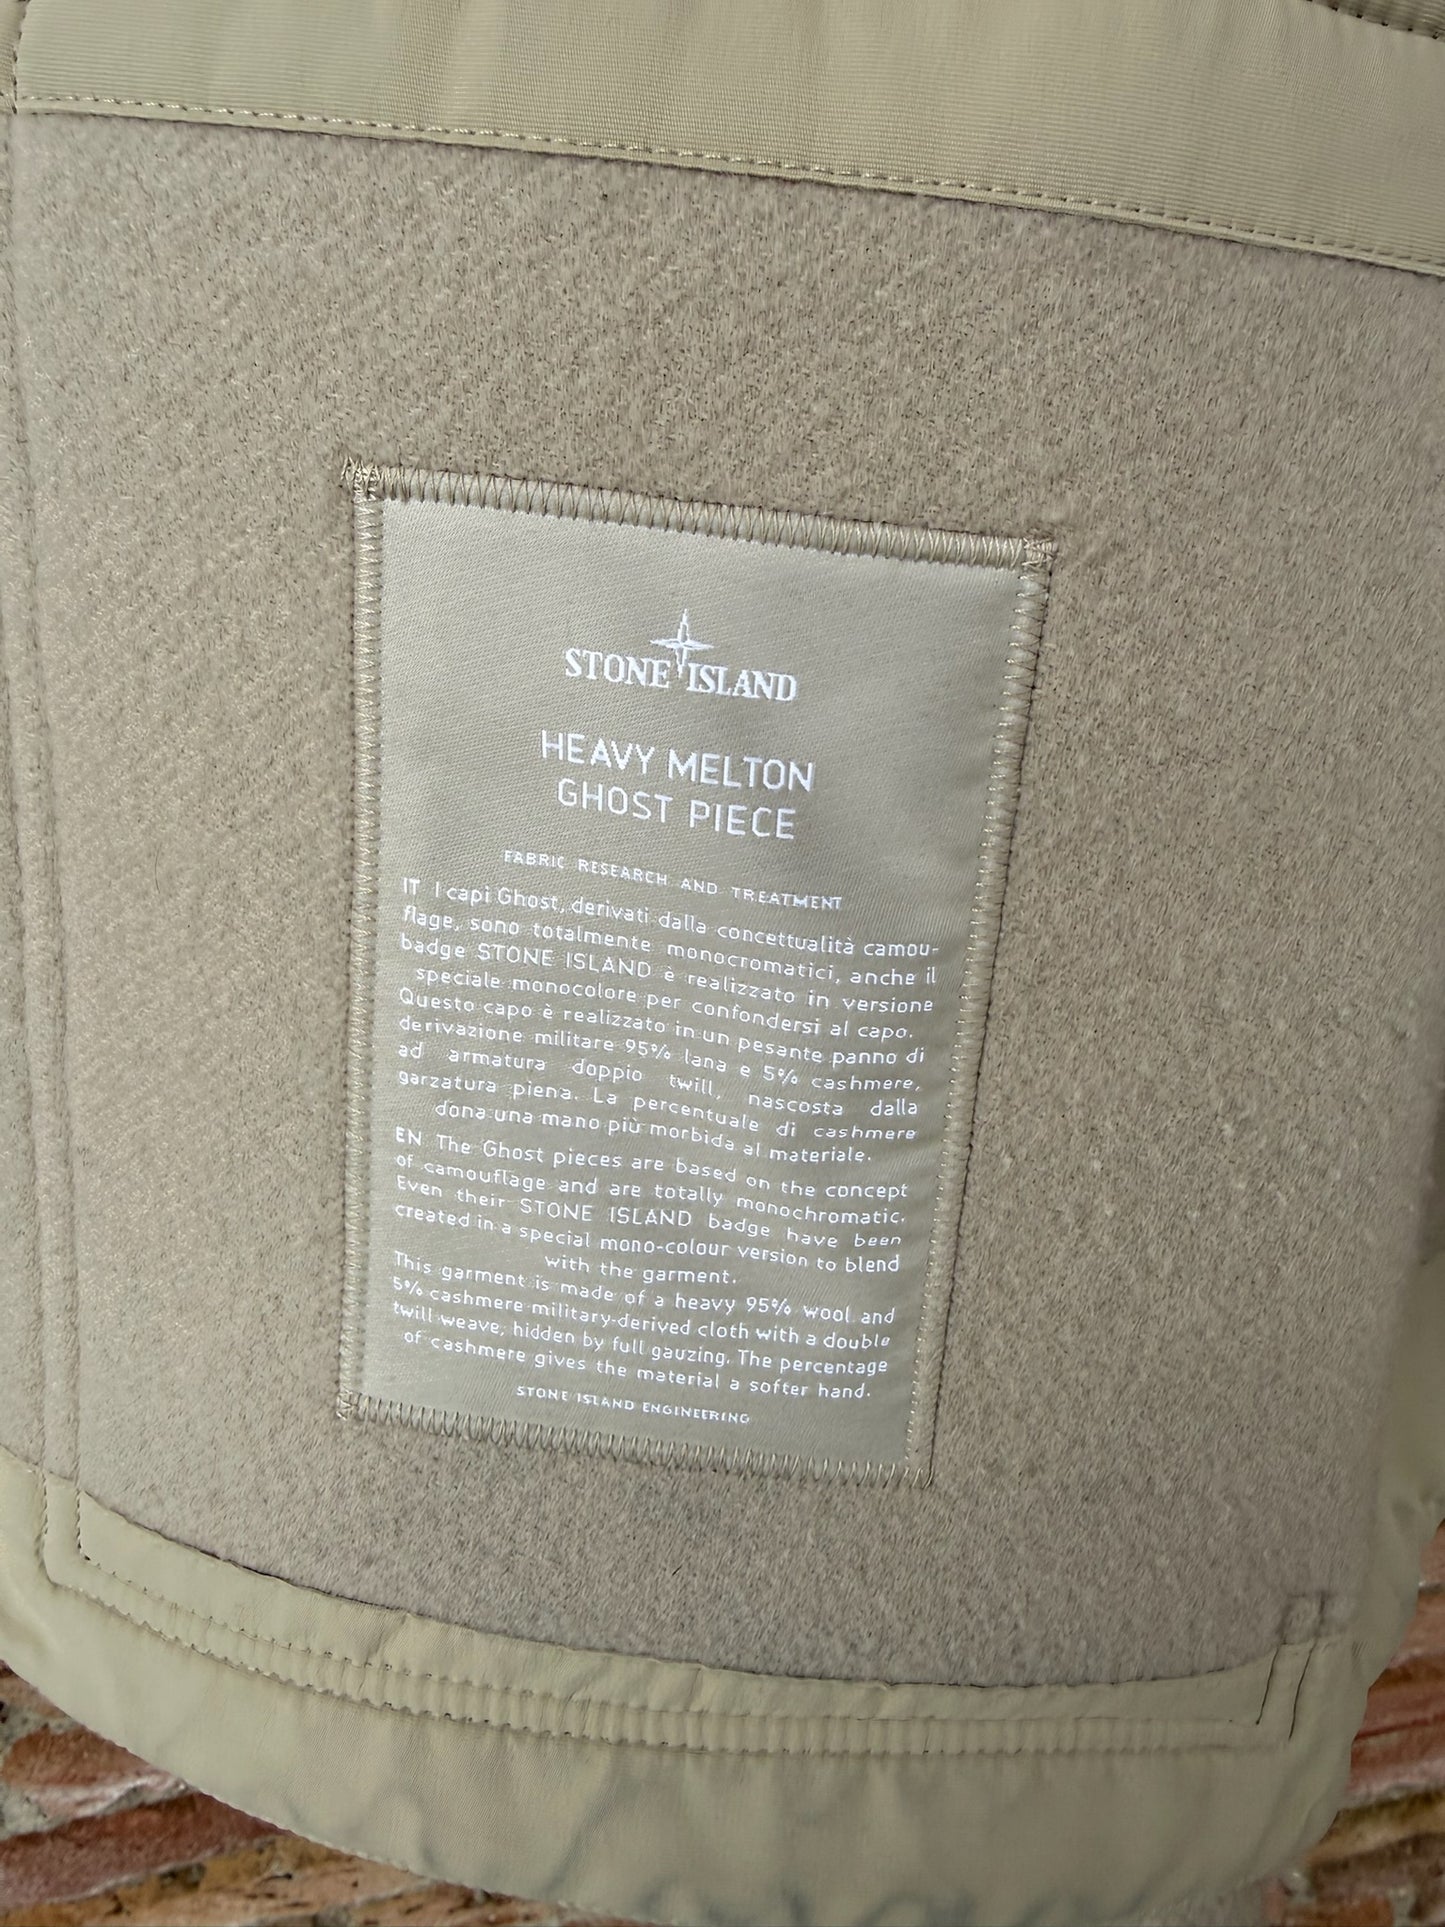 STONE ISLAND
HEAVY MELTON
GHOST PIECE
FABRIC RESEARCH AND TREATMENT
IT I capi Ghost, derivati dalla concettualità camou-
flage, sono totalmente monocromatici, anche il
badge STONE ISLAND è realizzato in versione
speciale monocolore per confondersi al capo.
Questo capo è realizzato in un pesante panno di
derivazione militare 95% lana e 5% cashmere,
ad armatura doppio twill, nascosta dalla
garzatura piena. La percentuale di cashmere
dona una mano più morbida al materiale.
EN The Ghost pieces are based on the concept
of camouflage and are totally monochromatic.
Even their STONE ISLAND badge have been
created in a special mono-colour version to blend
with the garment.
This garment is made of a heavy 95% wool and
5% cashmere military-derived cloth with a double
twill weave, hidden by full gauzing. The percentage
of cashmere gives the material a softer hand.
STONE ISLAND ENGINEERING